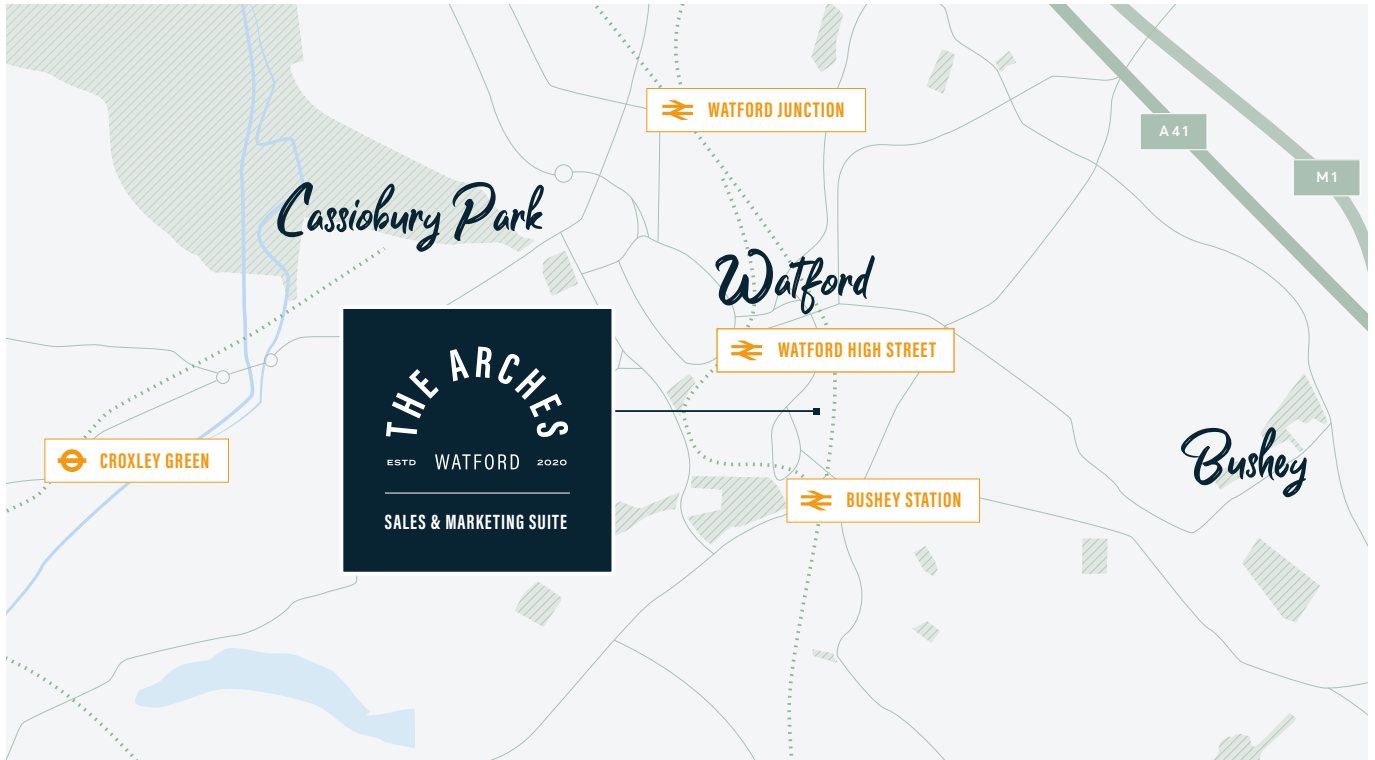 WATFORD JUNCTION
A41
M1
Cassiobury Park
Watford
WATFORD HIGH STREET
THE ARCHES
ESTD WATFORD 2020
SALES & MARKETING SUITE
CROXLEY GREEN
Bushey
BUSHEY STATION